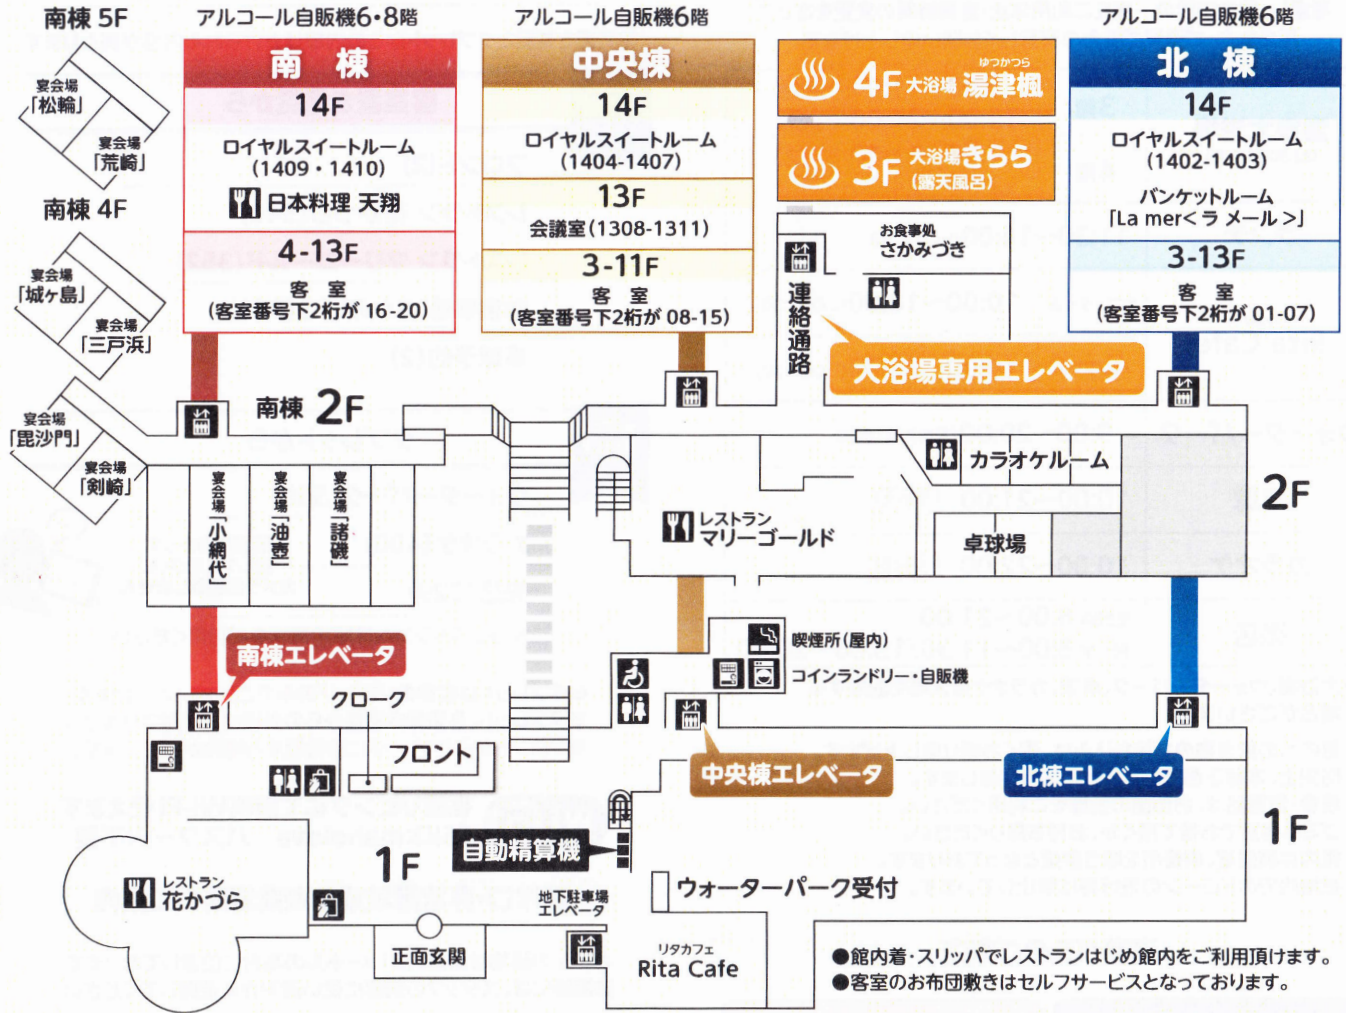 南棟 5F
宴会場
「松輪」
宴会場
「荒崎」
南棟 4F
宴会場
「城ヶ島」
宴会場
「三戸浜」
宴会場
「毘沙門」
宴会場
「剣崎」
アルコール自販機6・8階
南 棟
14F
ロイヤルスイートルーム
(1409・1410)
日本料理 天翔
4-13F
客 室
(客室番号下2桁が 16-20)
アルコール自販機6階
中央棟
14F
ロイヤルスイートルーム
(1404-1407)
13F
会議室(1308-1311)
3-11F
客 室
(客室番号下2桁が 08-15)
ゆつかつら
4F 大浴場 湯津楓
3F 大浴場きらら
(露天風呂)
お食事処
さかみづき
連絡通路
大浴場専用エレベータ
アルコール自販機6階
北 棟
14F
ロイヤルスイートルーム
(1402-1403)
バンケットルーム
「La mer<ラ メール>」
3-13F
客 室
(客室番号下2桁が 01-07)
南棟 2F
宴会場「小網代」
宴会場「油壺」
宴会場「諸磯」
レストラン
マリーゴールド
カラオケルーム
卓球場
2F
南棟エレベータ
クローク
フロント
喫煙所(屋内)
コインランドリー・自販機
中央棟エレベータ
北棟エレベータ
1F
自動精算機
1F
レストラン
花かづら
地下駐車場
エレベータ
正面玄関
ウォーターパーク受付
リタカフェ
Rita Cafe
●館内着・スリッパでレストランはじめ館内をご利用頂けます。
●客室のお布団敷きはセルフサービスとなっております。